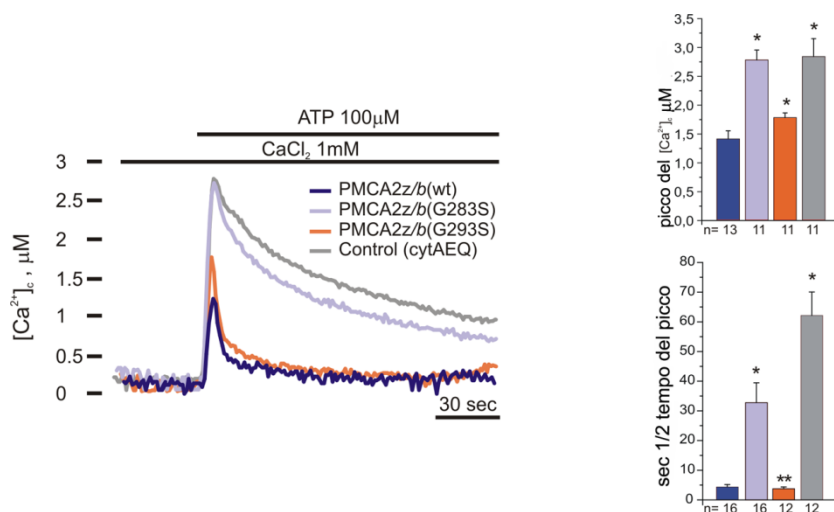 ATP 100μM
CaCl₂ 1mM
3
2.5
2
1.5
1
0.5
0
[Ca²⁺]c , μM
PMCA2z/b(wt)
PMCA2z/b(G283S)
PMCA2z/b(G293S)
Control (cytAEQ)
30 sec
picco del [Ca²⁺]c μM
3,5
3,0
2,5
2,0
1,5
1,0
0,5
0,0
*
*
*
n= 13 11 11 11
sec 1/2 tempo del picco
80
70
60
50
40
30
20
10
0
*
**
*
n= 16 16 12 12